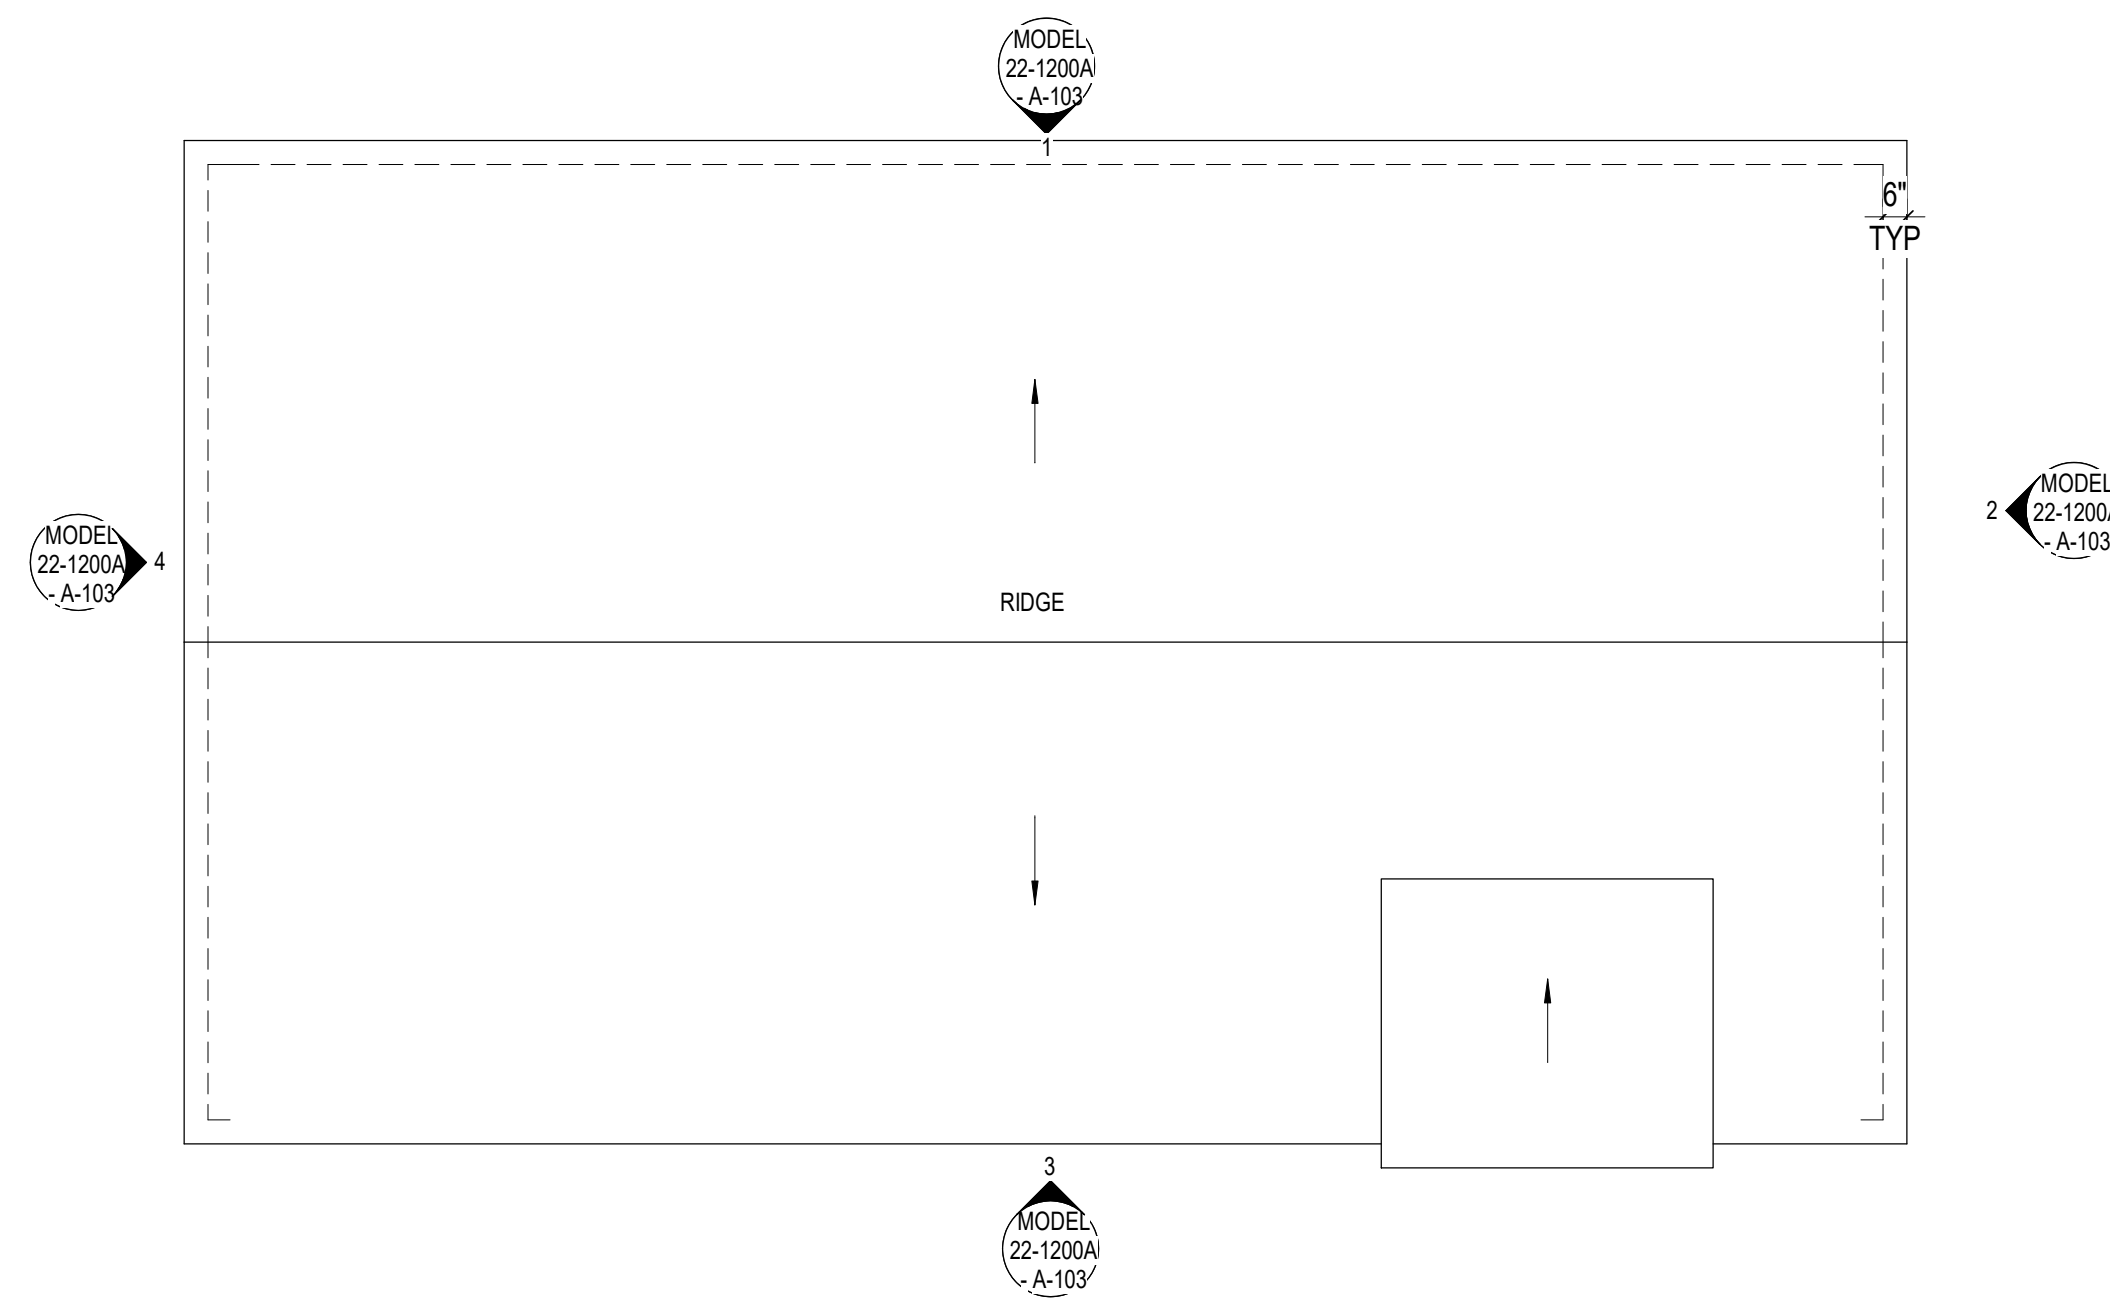 MODEL
22-1200A
- A-103
1
6"
TYP
2
MODEL
22-1200
- A-103
MODEL
22-1200A
- A-103
4
RIDGE
3
MODEL
22-1200A
- A-103